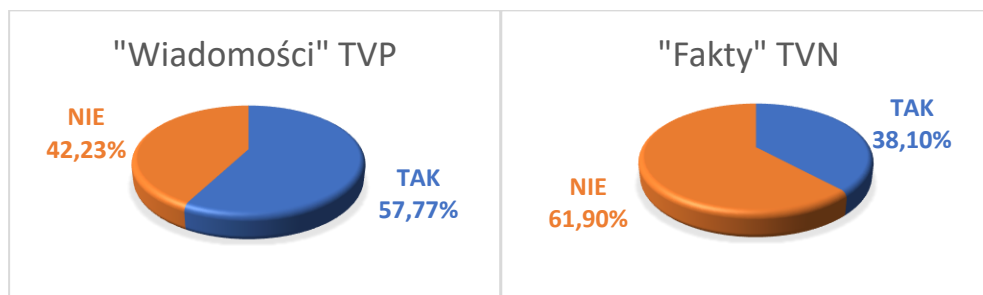 "Wiadomości" TVP
NIE
42,23%
TAK
57,77%
"Fakty" TVN
TAK
38,10%
NIE
61,90%